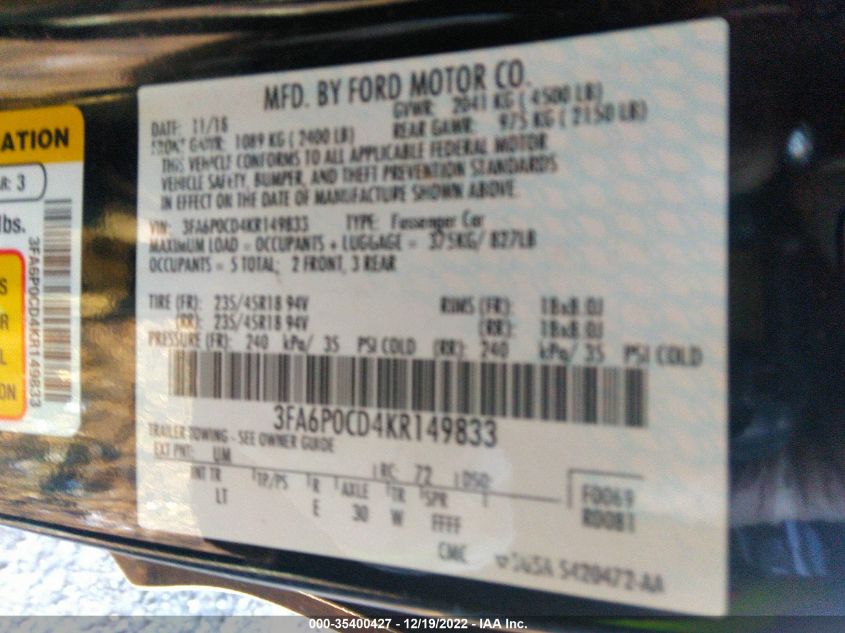 MFD. BY FORD MOTOR CO.
DATE: 11/18 GVWR: 2041 KG ( 4500 LB)
FRONT GAWR: 1089 KG ( 2400 LB) REAR GAWR: 975 KG ( 2150 LB)
THIS VEHICLE CONFORMS TO ALL APPLICABLE FEDERAL MOTOR
VEHICLE SAFETY, BUMPER, AND THEFT PREVENTION STANDARDS
IN EFFECT ON THE DATE OF MANUFACTURE SHOWN ABOVE.
VIN: 3FA6P0CD4KR149833 TYPE: Passenger Car
MAXIMUM LOAD = OCCUPANTS + LUGGAGE = 375KG/ 827LB
OCCUPANTS = 5 TOTAL; 2 FRONT, 3 REAR
TIRE (FR): 235/45R18 94V RIMS (FR): 18x8.0J
(RR): 235/45R18 94V (RR): 18x8.0J
PRESSURE (FR): 240 kPa/ 35 PSI COLD (RR): 240 kPa/ 35 PSI COLD
3FA6P0CD4KR149833
TRAILER TOWING - SEE OWNER GUIDE
EXT PNT: UM RC: 72 DSO:
INT TR TP/PS R AXLE TR SPR F0069
LT E 30 W FFFF R0081
CMC 5420472-AA
ATION
AR: 3
lbs.
S
R
L
ON
3FA6P0CD4KR149833
000-35400427 - 12/19/2022 - IAA Inc.